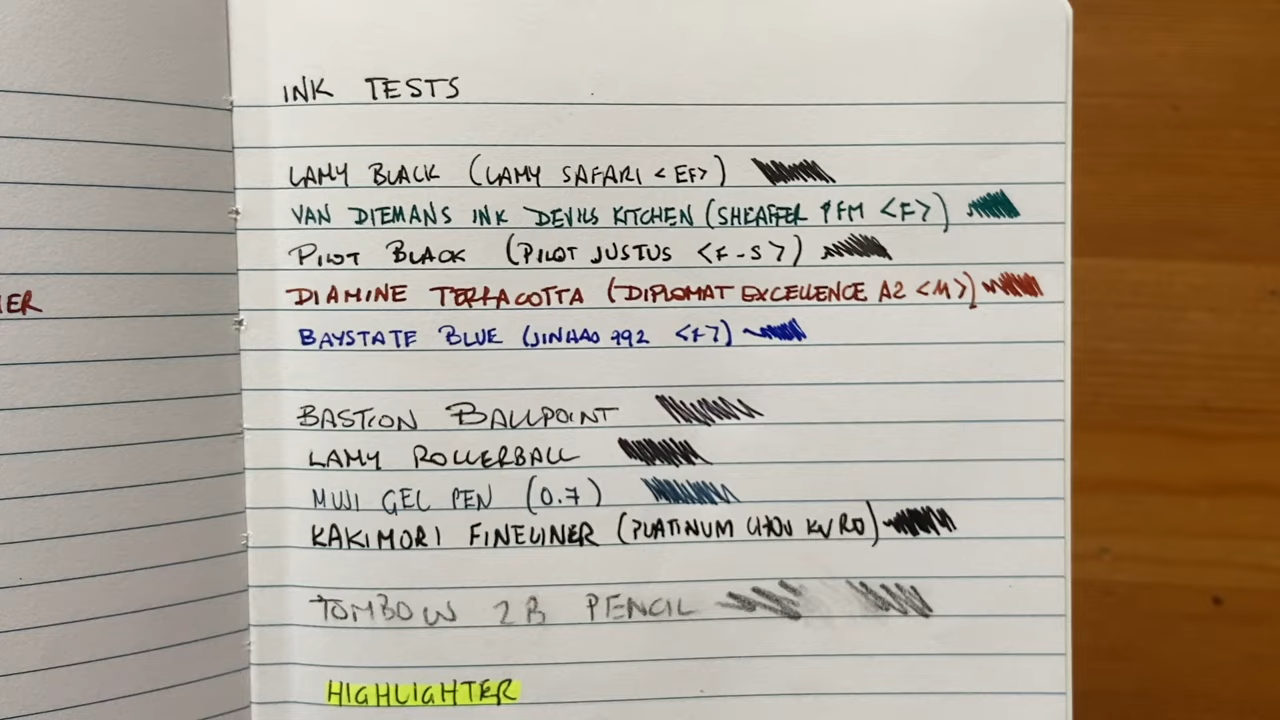 INK TESTS
LAMY BLACK (LAMY SAFARI <EF>)
VAN DIEMANS INK DEVILS KITCHEN (SHEAFFER PFM <F>)
PILOT BLACK (PILOT JUSTUS <F-S>)
IER
DIAMINE TERRACOTTA (DIPLOMAT EXCELLENCE A2 <M>)
BAYSTATE BLUE (JINHAO 992 <F>)
BASTION BALLPOINT
LAMY ROLLERBALL
MUJI GEL PEN (0.7)
KAKIMORI FINELINER (PLATINUM CHOU KURO)
TOMBOW 2B PENCIL
HIGHLIGHTER